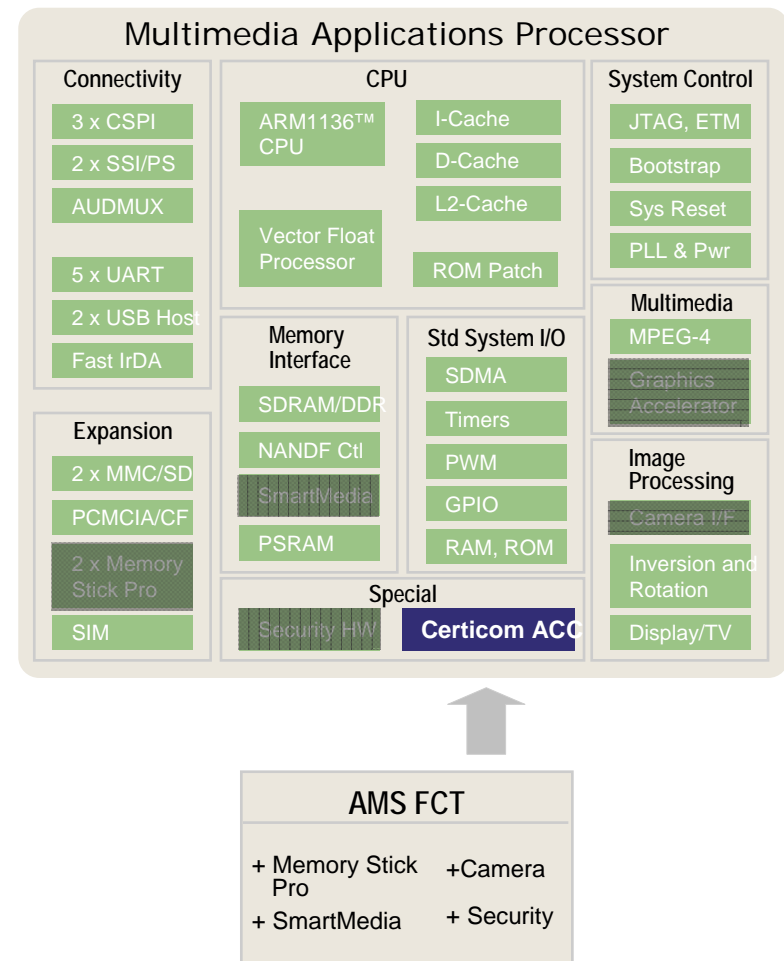 Multimedia Applications Processor
Connectivity
3 x CSPI
2 x SSI/PS
AUDMUX
5 x UART
2 x USB Host
Fast IrDA
Expansion
2 x MMC/SD
PCMCIA/CF
2 x Memory
Stick Pro
SIM
CPU
ARM1136™
CPU
Vector Float
Processor
I-Cache
D-Cache
L2-Cache
ROM Patch
Memory
Interface
SDRAM/DDR
NANDF Ctl
SmartMedia
PSRAM
Std System I/O
SDMA
Timers
PWM
GPIO
RAM, ROM
Special
Security HW
Certicom ACC
System Control
JTAG, ETM
Bootstrap
Sys Reset
PLL & Pwr
Multimedia
MPEG-4
Graphics
Accelerator
Image
Processing
Camera I/F
Inversion and
Rotation
Display/TV
AMS FCT
+ Memory Stick
Pro
+ SmartMedia
+Camera
+ Security